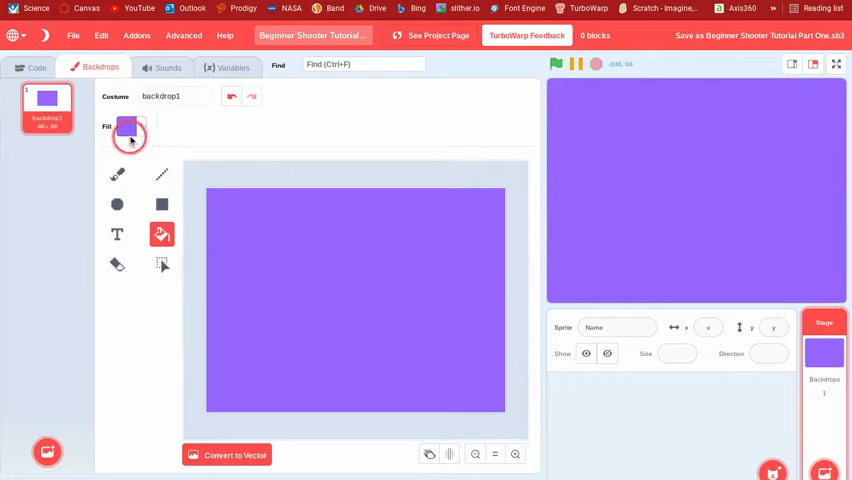 Science Canvas YouTube Outlook Prodigy NASA Band Drive Bing slither.io Font Engine TurboWarp Scratch - Imagine,... Axis360 » Reading list
File Edit Addons Advanced Help Beginner Shooter Tutorial... See Project Page TurboWarp Feedback 0 blocks Save as Beginner Shooter Tutorial Part One.sb3
Code Backdrops Sounds Variables Find Find (Ctrl+F) -240, 59
1
backdrop1
Costume backdrop1
Fill
T
Convert to Vector
=
Sprite Name x x y y
Show Size Direction
Stage
Backdrops
1